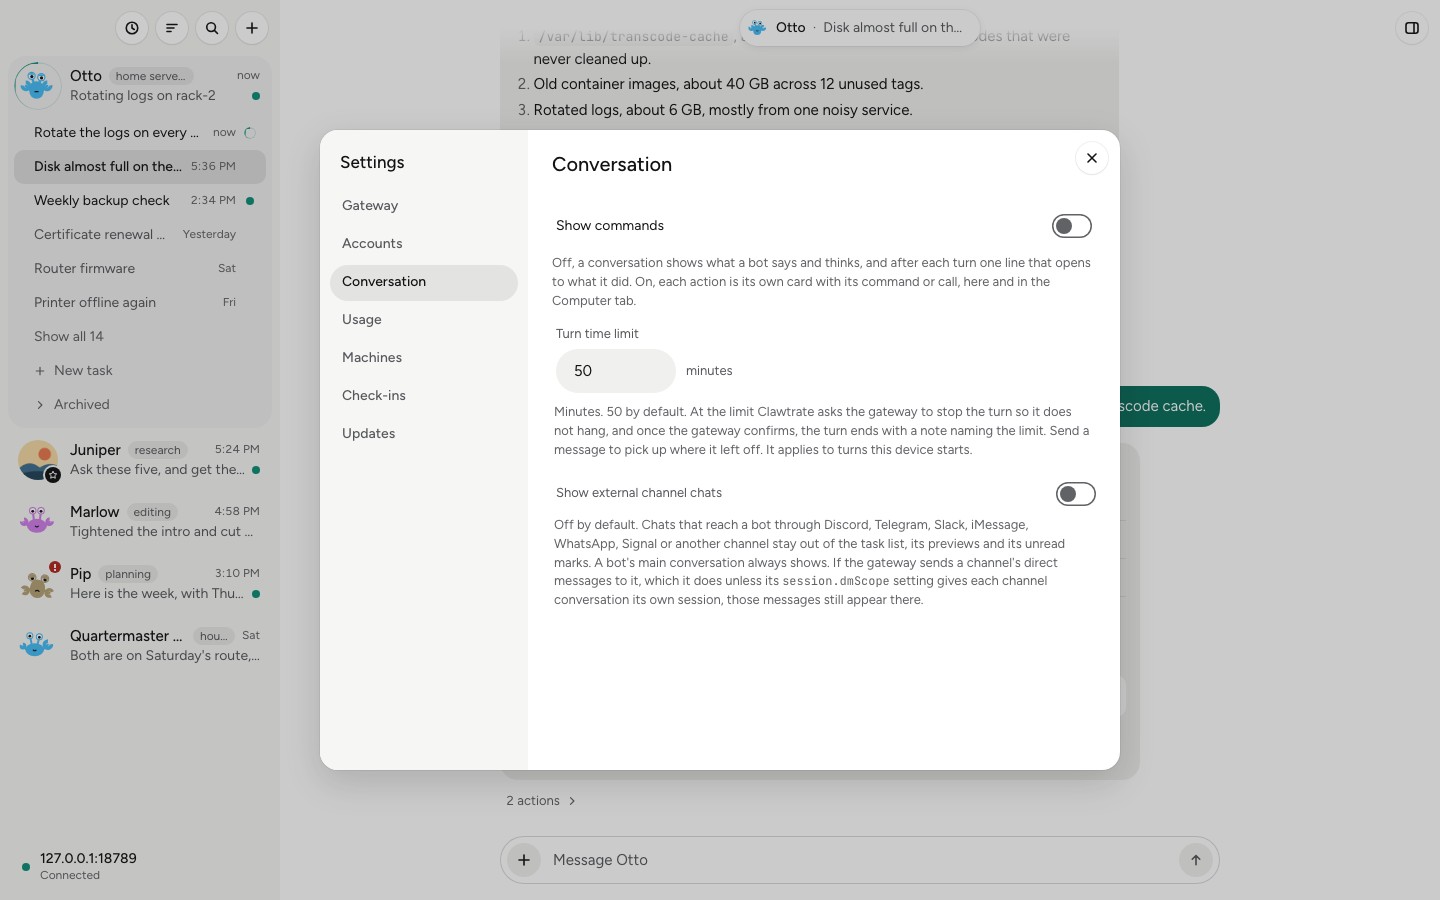 Otto · Disk almost full on th...
Otto home serve... now
Rotating logs on rack-2
Rotate the logs on every ... now
Disk almost full on the... 5:36 PM
Weekly backup check 2:34 PM
Certificate renewal ... Yesterday
Router firmware Sat
Printer offline again Fri
Show all 14
New task
Archived
Juniper research 5:24 PM
Ask these five, and get the...
Marlow editing 4:58 PM
Tightened the intro and cut ...
Pip planning 3:10 PM
Here is the week, with Thu...
Quartermaster ... hou... Sat
Both are on Saturday's route,...
127.0.0.1:18789
Connected
1. /var/lib/transcode-cache, odes that were
never cleaned up.
2. Old container images, about 40 GB across 12 unused tags.
3. Rotated logs, about 6 GB, mostly from one noisy service.
scode cache.
Settings
Gateway
Accounts
Conversation
Usage
Machines
Check-ins
Updates
Conversation
Show commands
Off, a conversation shows what a bot says and thinks, and after each turn one line that opens
to what it did. On, each action is its own card with its command or call, here and in the
Computer tab.
Turn time limit
50 minutes
Minutes. 50 by default. At the limit Clawtrate asks the gateway to stop the turn so it does
not hang, and once the gateway confirms, the turn ends with a note naming the limit. Send a
message to pick up where it left off. It applies to turns this device starts.
Show external channel chats
Off by default. Chats that reach a bot through Discord, Telegram, Slack, iMessage,
WhatsApp, Signal or another channel stay out of the task list, its previews and its unread
marks. A bot's main conversation always shows. If the gateway sends a channel's direct
messages to it, which it does unless its session.dmScope setting gives each channel
conversation its own session, those messages still appear there.
2 actions
Message Otto